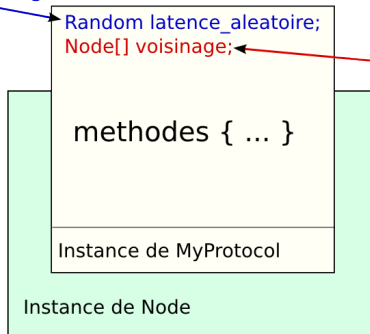 Random latence_aleatoire;
Node[] voisinage;
methodes { ... }
Instance de MyProtocol
Instance de Node